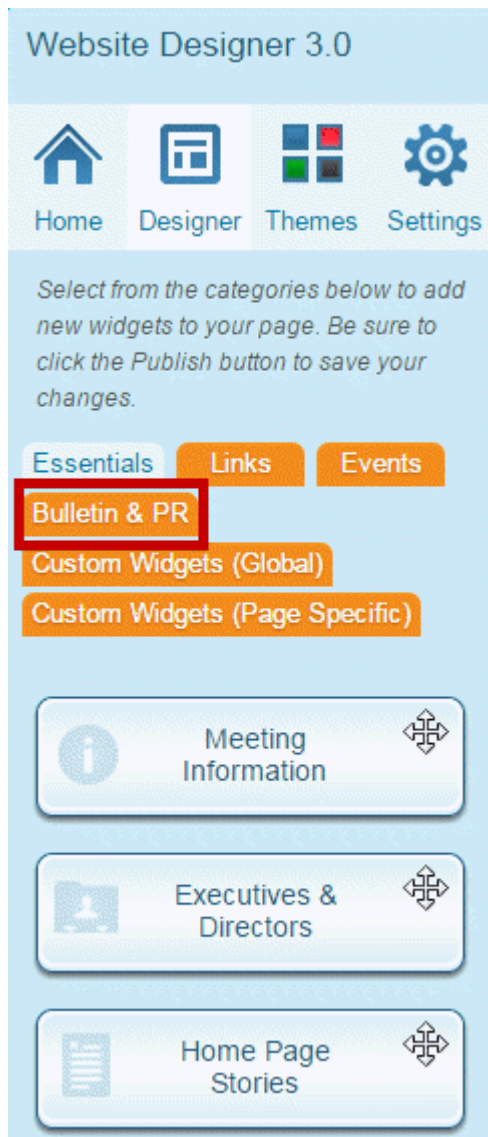 Website Designer 3.0
Home Designer Themes Settings
Select from the categories below to add
new widgets to your page. Be sure to
click the Publish button to save your
changes.
Essentials Links Events
Bulletin & PR
Custom Widgets (Global)
Custom Widgets (Page Specific)
Meeting
Information
Executives &
Directors
Home Page
Stories